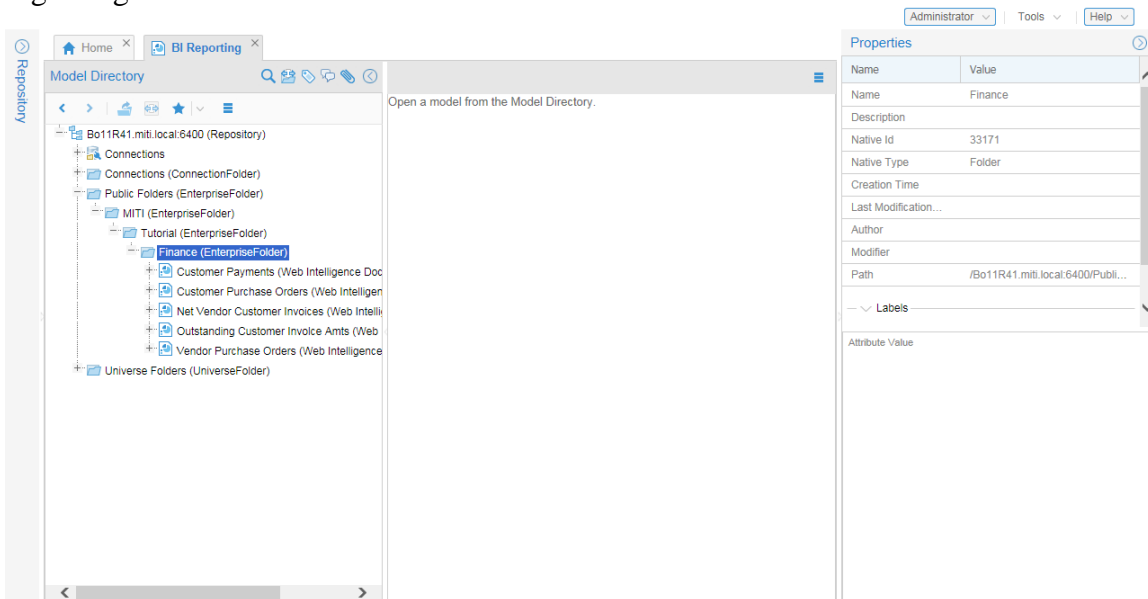 Administrator Tools Help
Repository
Home BI Reporting
Model Directory
Bo11R41.miti.local:6400 (Repository)
Connections
Connections (ConnectionFolder)
Public Folders (EnterpriseFolder)
MITI (EnterpriseFolder)
Tutorial (EnterpriseFolder)
Finance (EnterpriseFolder)
Customer Payments (Web Intelligence Doc
Customer Purchase Orders (Web Intelligen
Net Vendor Customer Invoices (Web Intelli
Outstanding Customer Involce Amts (Web
Vendor Purchase Orders (Web Intelligence
Universe Folders (UniverseFolder)
Open a model from the Model Directory.
Properties
Name Value
Name Finance
Description
Native Id 33171
Native Type Folder
Creation Time
Last Modification...
Author
Modifier
Path /Bo11R41.miti.local:6400/Publi...
Labels
Attribute Value